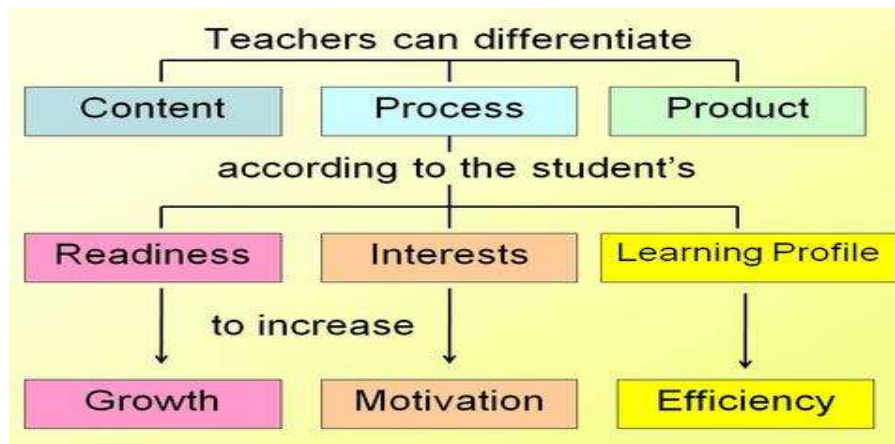 Teachers can differentiate
Content Process Product
according to the student's
Readiness Interests Learning Profile
to increase
Growth Motivation Efficiency